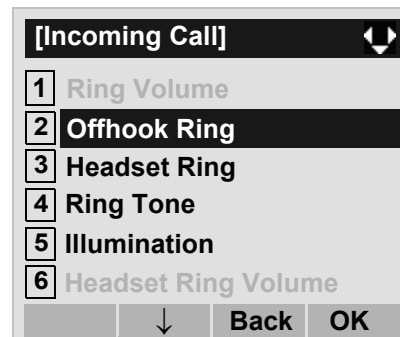 [Incoming Call]
1 Ring Volume
2 Offhook Ring
3 Headset Ring
4 Ring Tone
5 Illumination
6 Headset Ring Volume
↓ Back OK